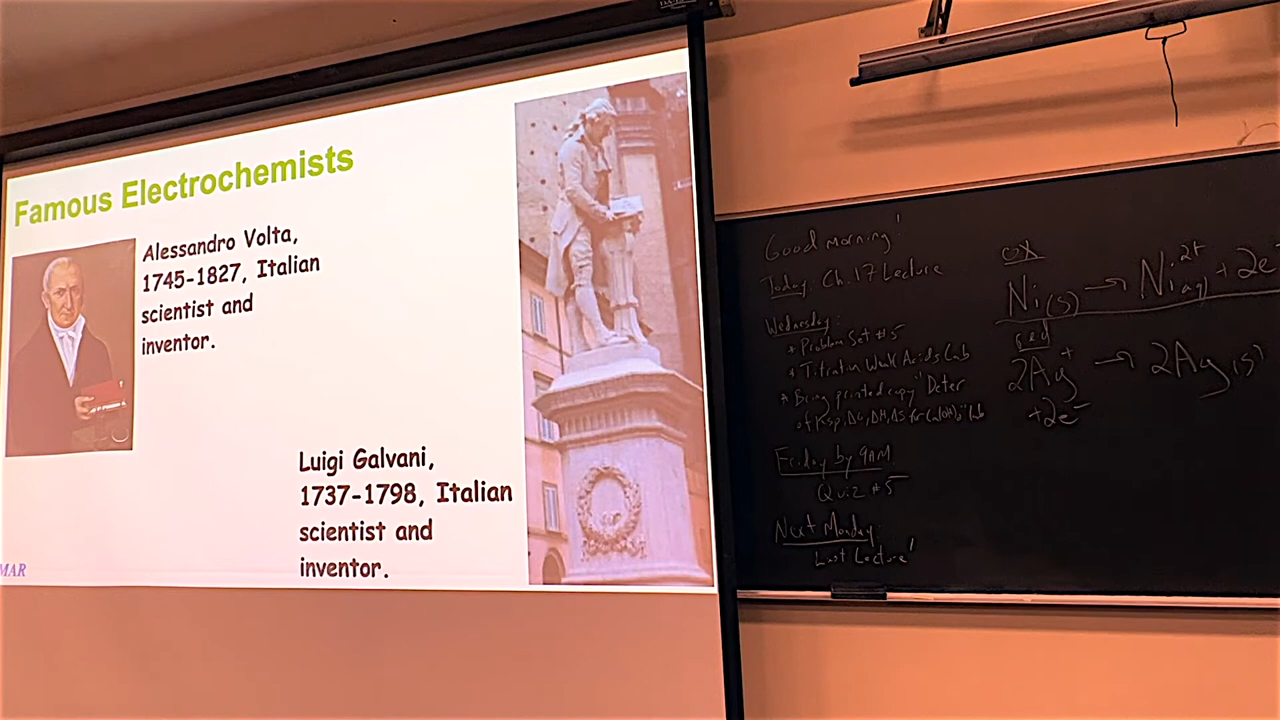 Famous Electrochemists
Alessandro Volta,
1745-1827, Italian
scientist and
inventor.
Luigi Galvani,
1737-1798, Italian
scientist and
inventor.
MAR
Good morning!
Today: Ch. 17 Lecture
Wednesday:
* Problem Set #5
* Titration Weak Acids Lab
* Bring printed copy "Deter
of Ksp, ΔG, ΔH, ΔS for Ca(OH)₂" Lab
Friday by 9AM
Quiz #5
Next Monday:
Last Lecture!
ox
Ni(s) → Ni²⁺(aq) + 2e⁻
red
2Ag⁺ → 2Ag(s)
+2e⁻